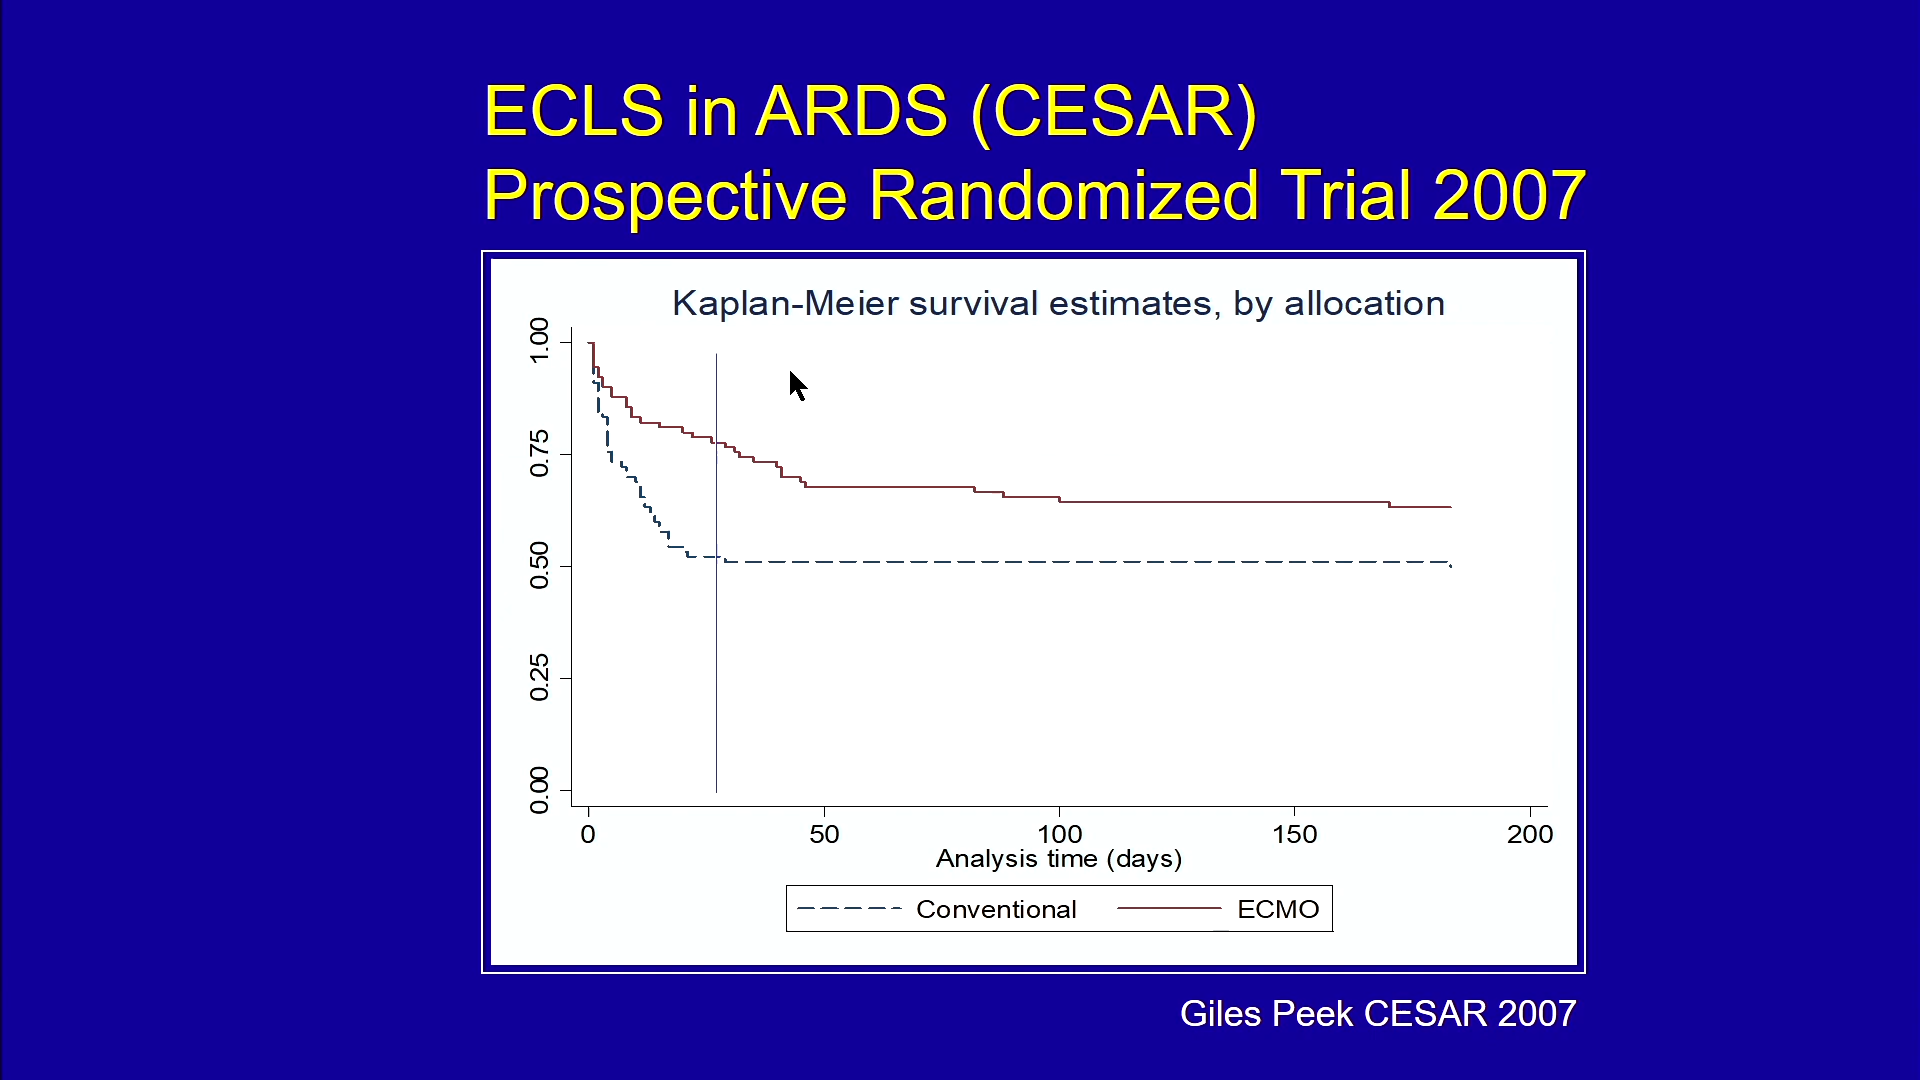 ECLS in ARDS (CESAR)
Prospective Randomized Trial 2007
Kaplan-Meier survival estimates, by allocation
1.00
0.75
0.50
0.25
0.00
0 50 100 150 200
Analysis time (days)
Conventional ECMO
Giles Peek CESAR 2007